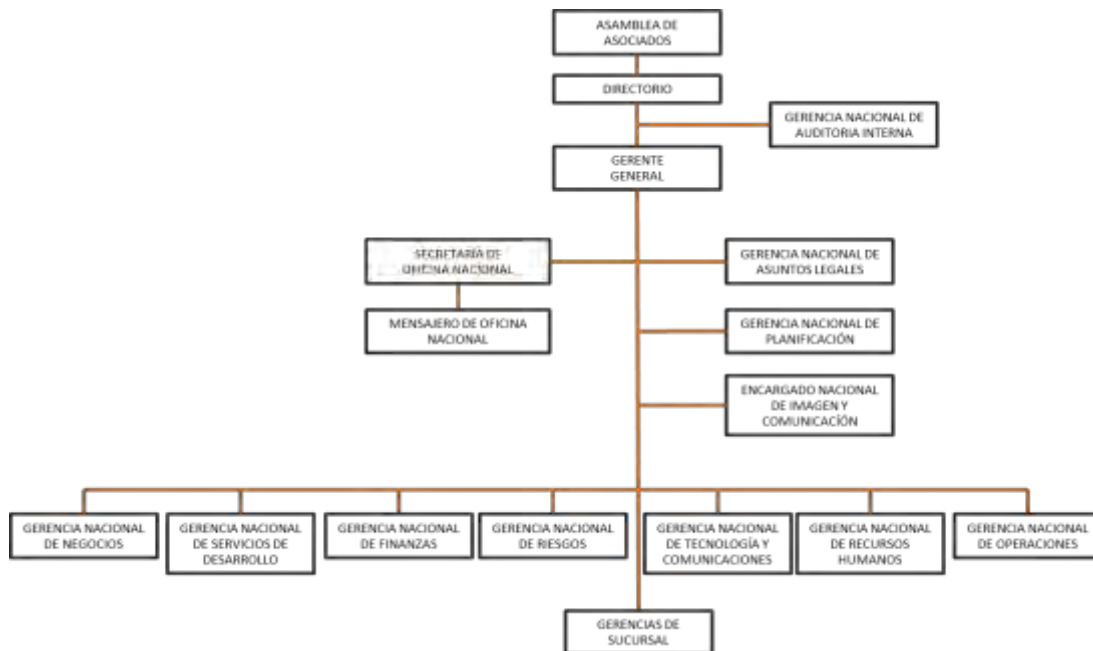 ASAMBLEA DE
ASOCIADOS
DIRECTORIO
GERENCIA NACIONAL DE
AUDITORIA INTERNA
GERENTE
GENERAL
SECRETARÍA DE
OFICINA NACIONAL
GERENCIA NACIONAL DE
ASUNTOS LEGALES
MENSAJERO DE OFICINA
NACIONAL
GERENCIA NACIONAL DE
PLANIFICACIÓN
ENCARGADO NACIONAL
DE IMAGEN Y
COMUNICACIÓN
GERENCIA NACIONAL
DE NEGOCIOS
GERENCIA NACIONAL
DE SERVICIOS DE
DESARROLLO
GERENCIA NACIONAL
DE FINANZAS
GERENCIA NACIONAL
DE RIESGOS
GERENCIA NACIONAL
DE TECNOLOGÍA Y
COMUNICACIONES
GERENCIA NACIONAL
DE RECURSOS
HUMANOS
GERENCIA NACIONAL
DE OPERACIONES
GERENCIAS DE
SUCURSAL